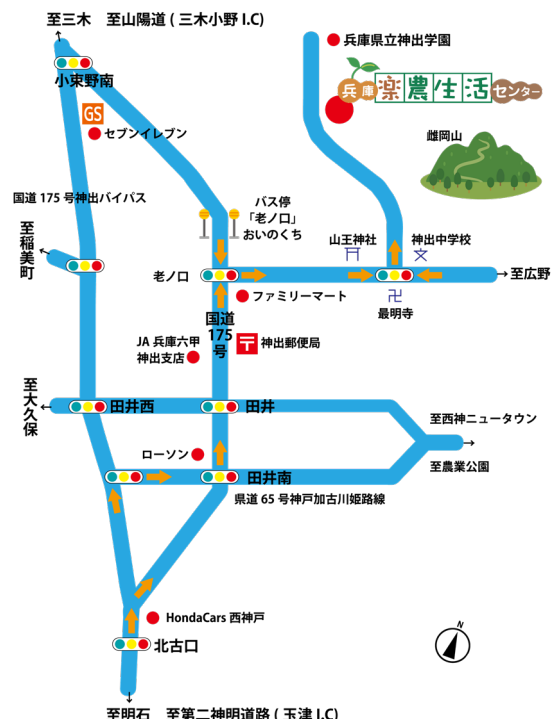 至三木　至山陽道 ( 三木小野 I.C)
兵庫県立神出学園
小束野南
兵庫楽農生活センター
GS
セブンイレブン
雌岡山
国道 175 号神出バイパス
バス停
「老ノ口」
おいのくち
至稲美町
山王神社
神出中学校
文
老ノ口
至広野
ファミリーマート
卍
最明寺
国道
175
号
JA 兵庫六甲
神出支店
〒
神出郵便局
至大久保
田井西
田井
至西神ニュータウン
ローソン
至農業公園
田井南
県道 65 号神戸加古川姫路線
HondaCars 西神戸
N
北古口
至明石　至第二神明道路 ( 玉津 I.C)